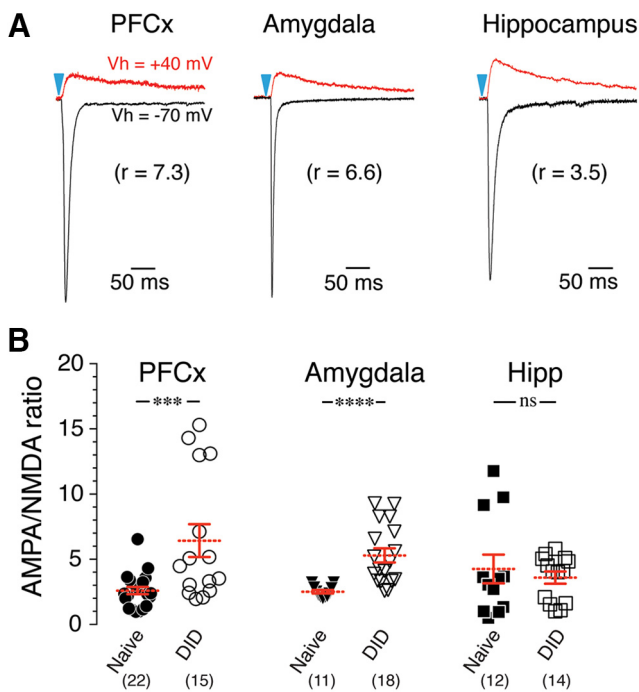 A
PFCx Amygdala Hippocampus
Vh = +40 mV
Vh = -70 mV
(r = 7.3) (r = 6.6) (r = 3.5)
50 ms 50 ms 50 ms
B
20 PFCx Amygdala Hipp
*** **** ns
15
10
5
0
AMPA/NMDA ratio
Naive DID Naive DID Naive DID
(22) (15) (11) (18) (12) (14)